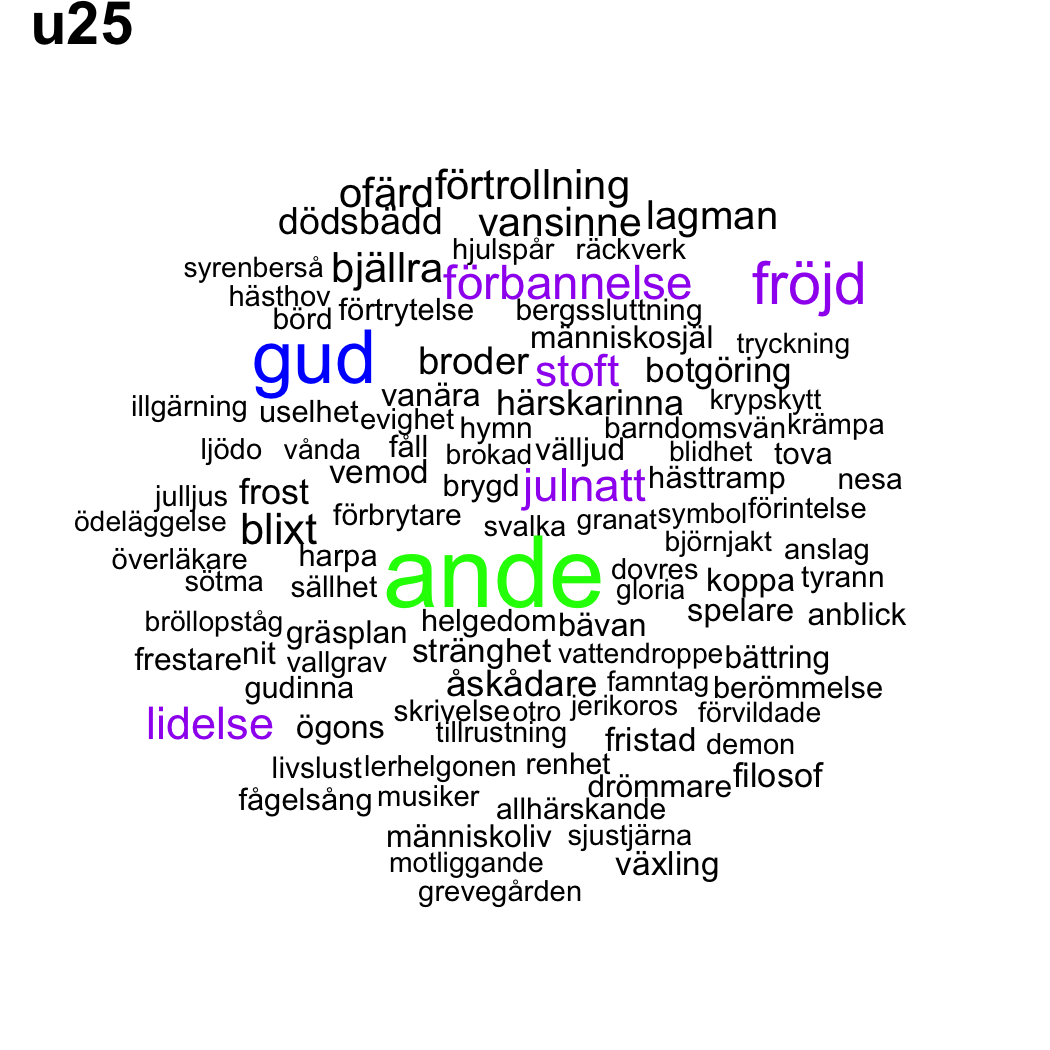 u25
ofärd förtrollning
dödsbädd vansinne lagman
hjulspår räckverk
syrenberså bjällra förbannelse fröjd
hästhov förtrytelse bergssluttning
börd människosjäl tryckning
gud broder stoft botgöring
vanära härskarinna krypskytt
illgärning uselhet evighet hymn barndomsvän krämpa
ljödo vånda fåll brokad välljud blidhet tova
vemod brygd julnatt hästtramp nesa
julljus frost
ödeläggelse blixt förbrytare svalka granat symbol förintelse
överläkare harpa björnjakt anslag
sötma sällhet ande dovres gloria koppa tyrann
bröllopståg gräsplan helgedom bävan spelare anblick
frestare nit vallgrav stränghet vattendroppe bättring
gudinna åskådare famntag berömmelse
lidelse ögons skrivelse otro jerikoros förvildade
tillrustning fristad demon
livslust lerhelgonen renhet drömmare filosof
fågelsång musiker allhärskande
människoliv sjustjärna
motliggande växling
grevegården